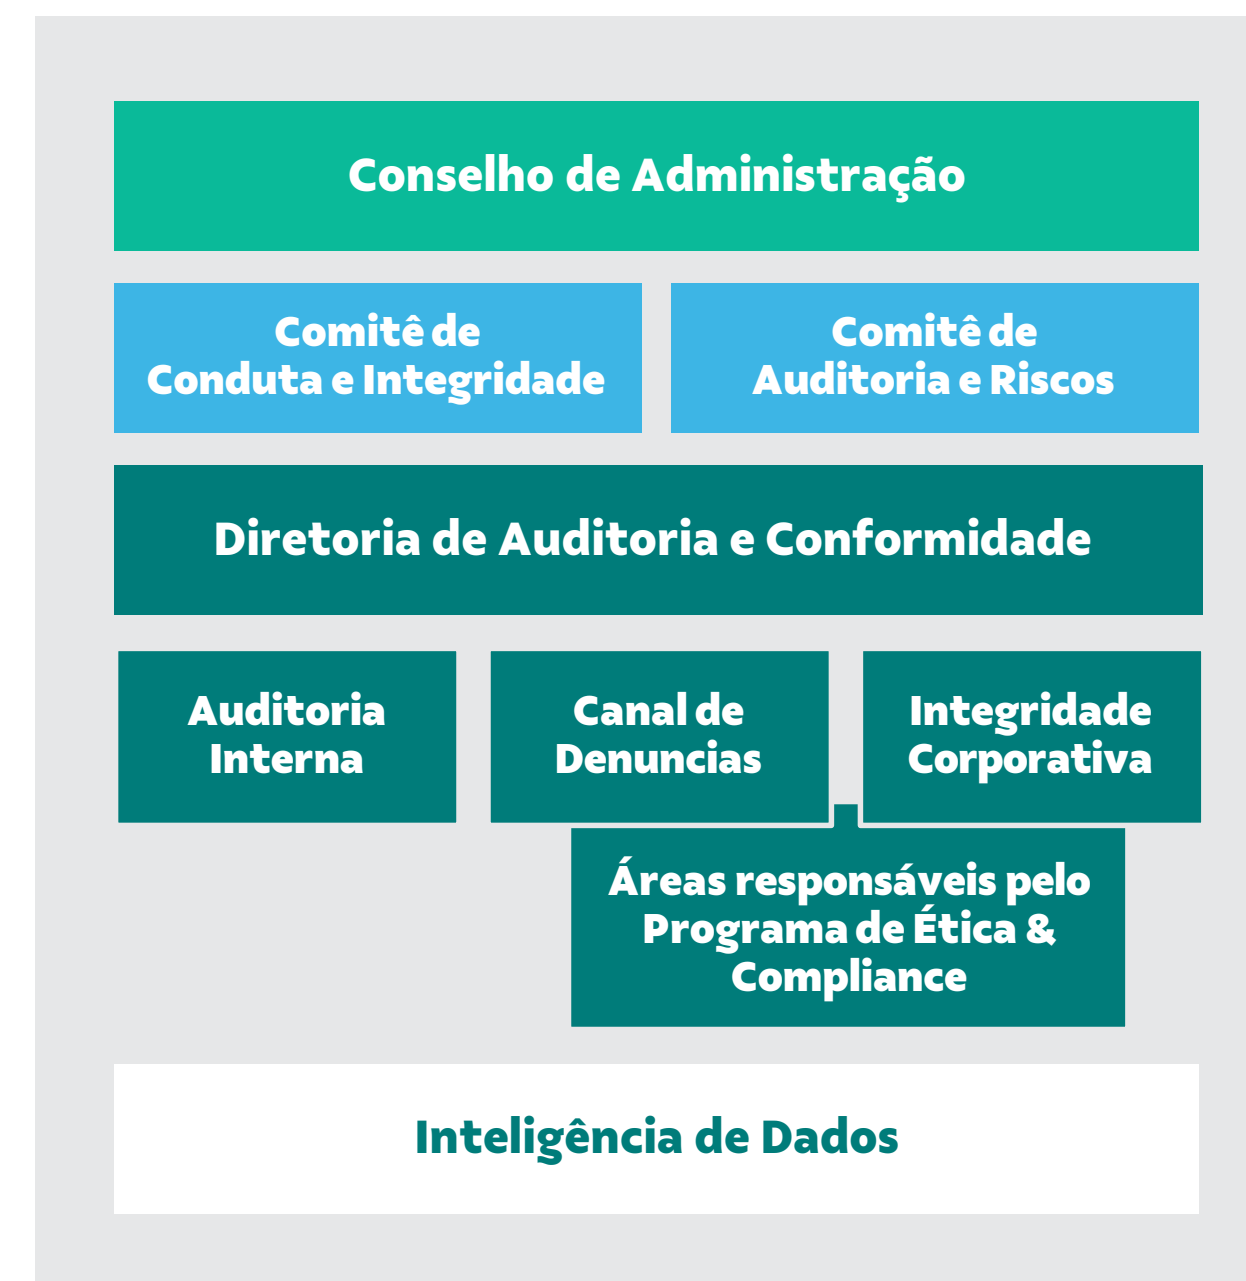 Conselho de Administração
Comitê de
Conduta e Integridade
Comitê de
Auditoria e Riscos
Diretoria de Auditoria e Conformidade
Auditoria
Interna
Canal de
Denuncias
Integridade
Corporativa
Áreas responsáveis pelo
Programa de Ética &
Compliance
Inteligência de Dados